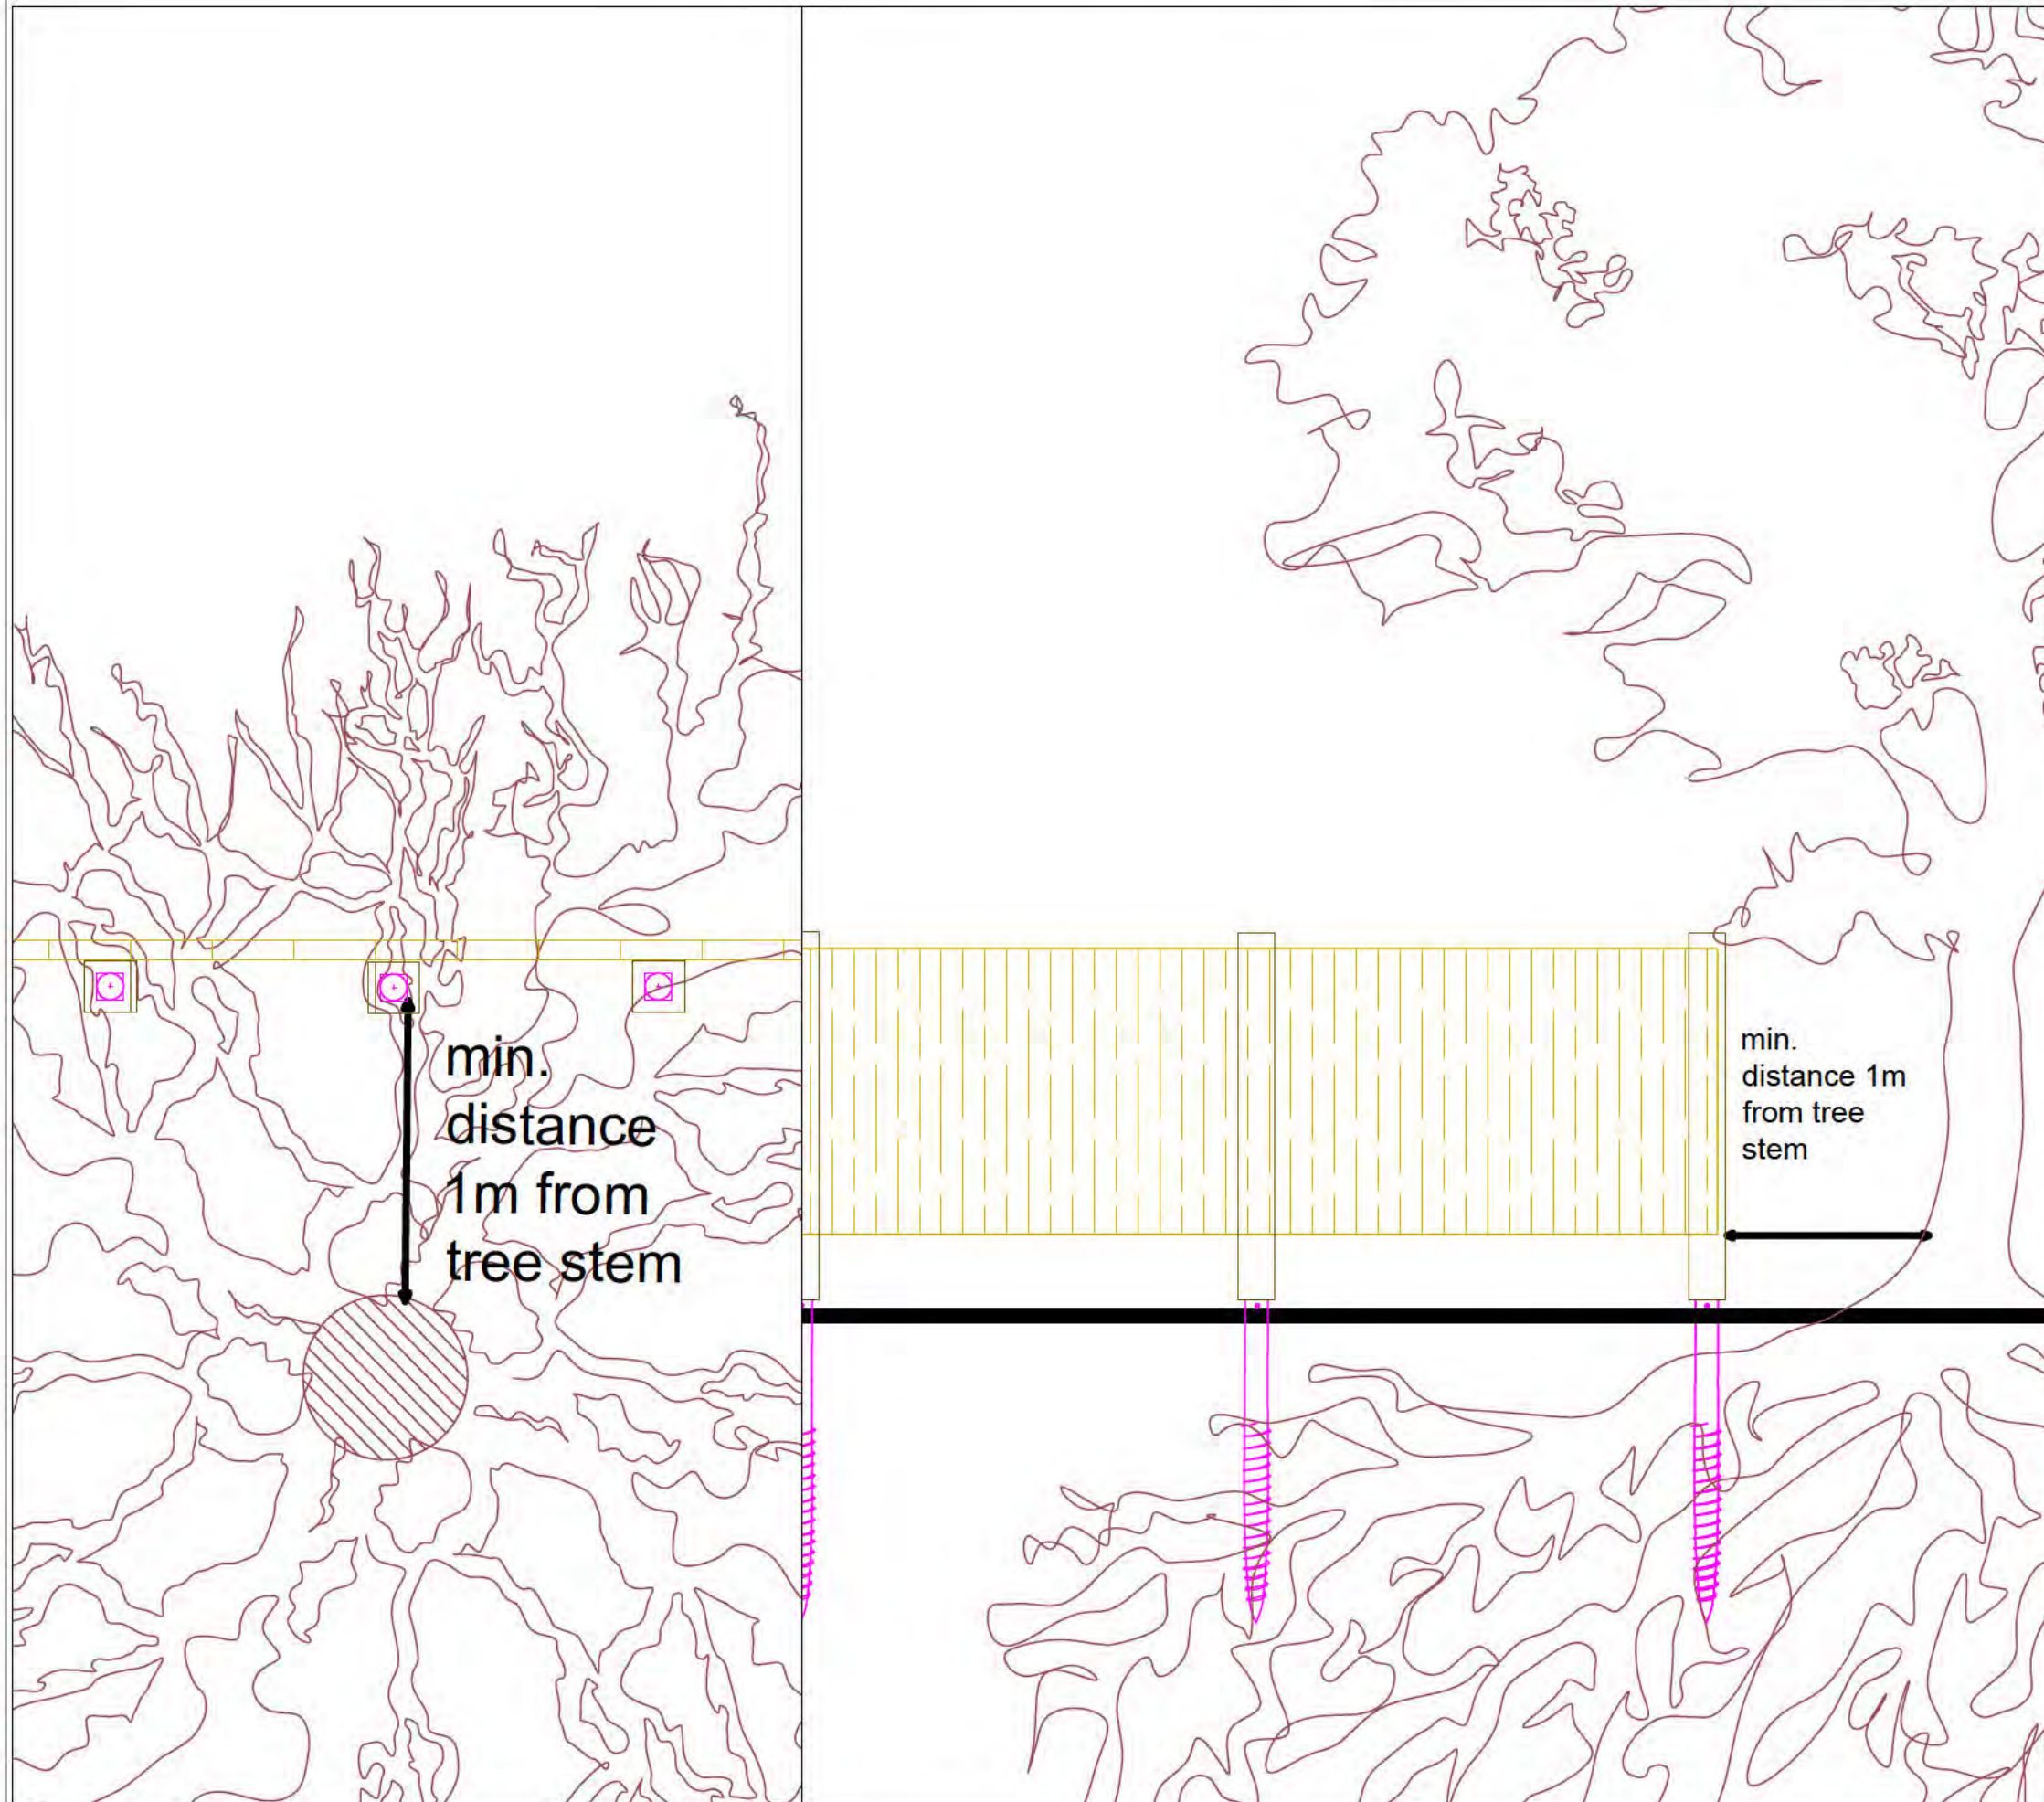 min.
distance
1m from
tree stem
min.
distance 1m
from tree
stem